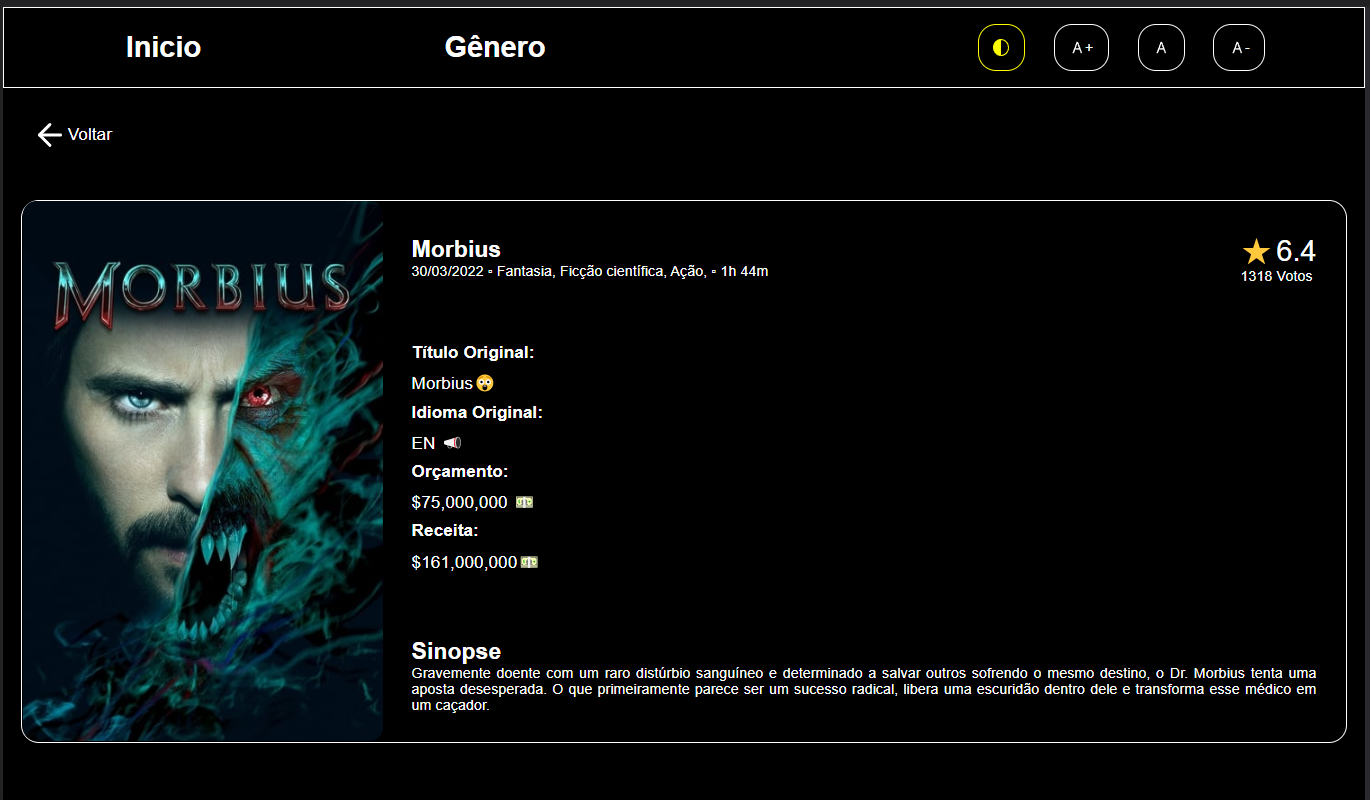 Inicio Gênero A+ A A-
Voltar
MORBIUS
Morbius
30/03/2022 ▫ Fantasia, Ficção científica, Ação, ▫ 1h 44m
6.4
1318 Votos
Título Original:
Morbius😲
Idioma Original:
EN 📢
Orçamento:
$75,000,000 💵
Receita:
$161,000,000💵
Sinopse
Gravemente doente com um raro distúrbio sanguíneo e determinado a salvar outros sofrendo o mesmo destino, o Dr. Morbius tenta uma
aposta desesperada. O que primeiramente parece ser um sucesso radical, libera uma escuridão dentro dele e transforma esse médico em
um caçador.